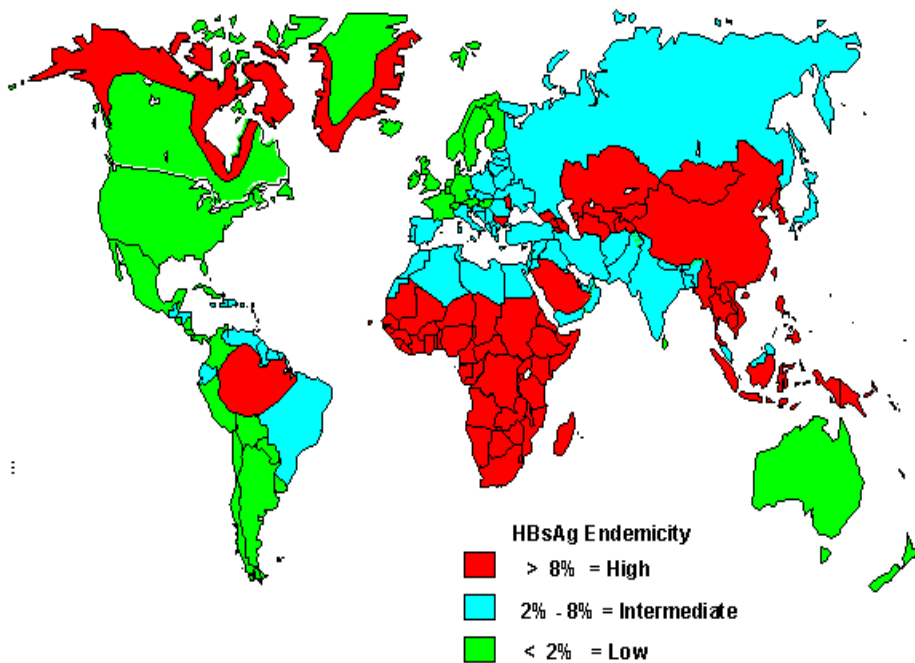 HBsAg Endemicity
> 8% = High
2% - 8% = Intermediate
< 2% = Low